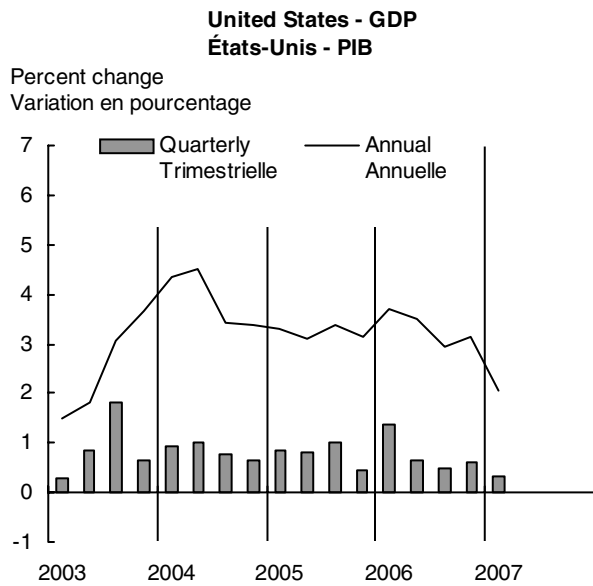 United States - GDP
États-Unis - PIB
Percent change
Variation en pourcentage
7
Quarterly
Trimestrielle
Annual
Annuelle
6
5
4
3
2
1
0
-1
2003 2004 2005 2006 2007